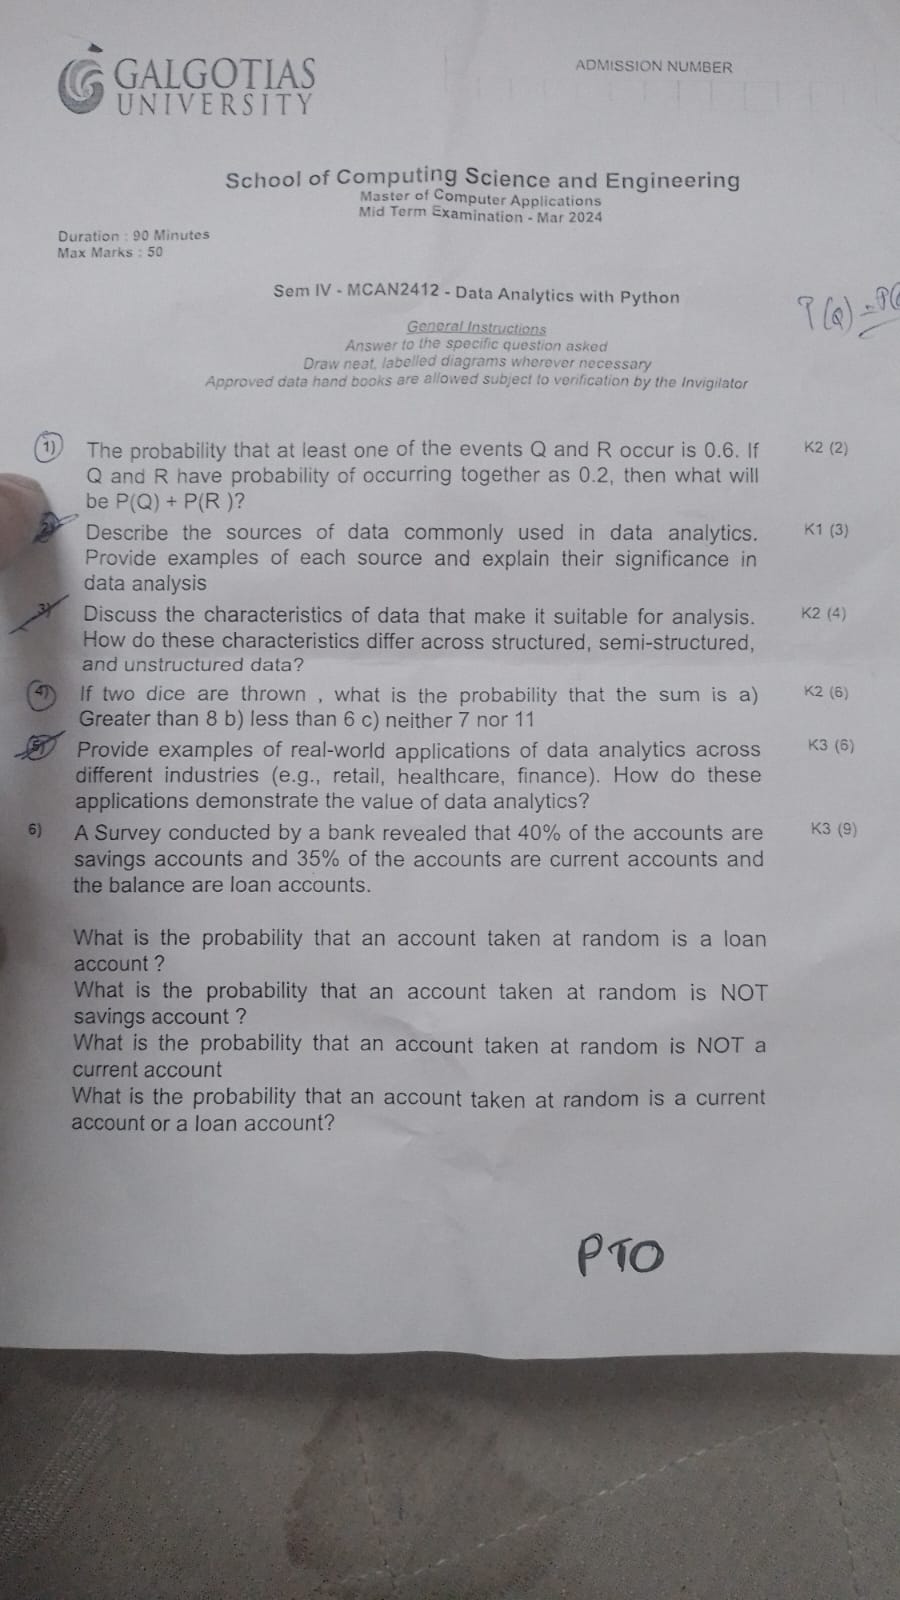 GALGOTIAS
UNIVERSITY
ADMISSION NUMBER
School of Computing Science and Engineering
Master of Computer Applications
Mid Term Examination - Mar 2024
Duration : 90 Minutes
Max Marks : 50
Sem IV - MCAN2412 - Data Analytics with Python
P(Q) = P(
General Instructions
Answer to the specific question asked
Draw neat, labelled diagrams wherever necessary
Approved data hand books are allowed subject to verification by the Invigilator
1) The probability that at least one of the events Q and R occur is 0.6. If K2 (2)
Q and R have probability of occurring together as 0.2, then what will
be P(Q) + P(R )?
2) Describe the sources of data commonly used in data analytics. K1 (3)
Provide examples of each source and explain their significance in
data analysis
3) Discuss the characteristics of data that make it suitable for analysis. K2 (4)
How do these characteristics differ across structured, semi-structured,
and unstructured data?
4) If two dice are thrown , what is the probability that the sum is a) K2 (6)
Greater than 8 b) less than 6 c) neither 7 nor 11
5) Provide examples of real-world applications of data analytics across K3 (6)
different industries (e.g., retail, healthcare, finance). How do these
applications demonstrate the value of data analytics?
6) A Survey conducted by a bank revealed that 40% of the accounts are K3 (9)
savings accounts and 35% of the accounts are current accounts and
the balance are loan accounts.
What is the probability that an account taken at random is a loan
account ?
What is the probability that an account taken at random is NOT
savings account ?
What is the probability that an account taken at random is NOT a
current account
What is the probability that an account taken at random is a current
account or a loan account?
PTO